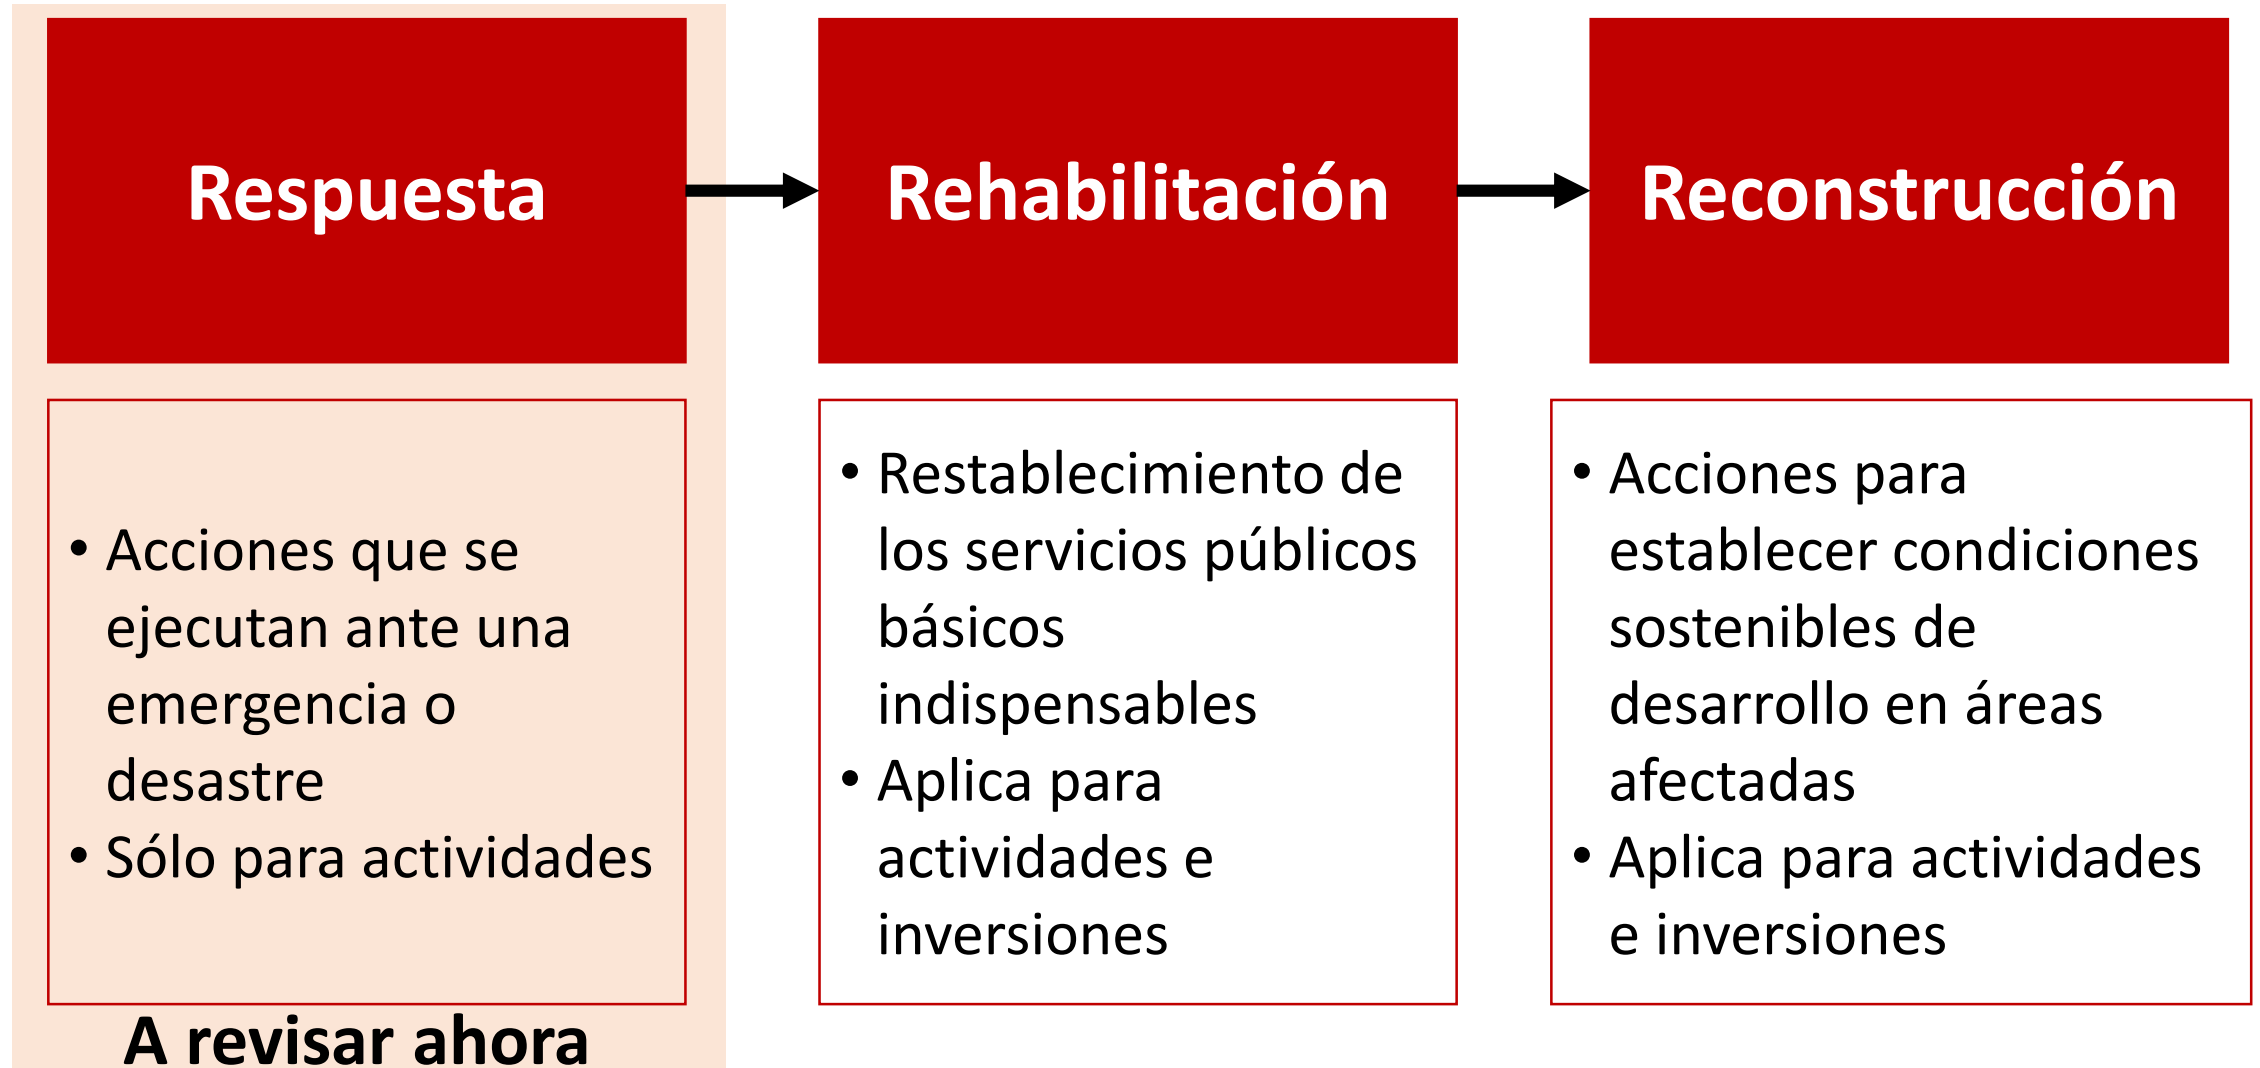 Respuesta
Rehabilitación
Reconstrucción
• Acciones que se
ejecutan ante una
emergencia o
desastre
• Sólo para actividades
• Restablecimiento de
los servicios públicos
básicos
indispensables
• Aplica para
actividades e
inversiones
• Acciones para
establecer condiciones
sostenibles de
desarrollo en áreas
afectadas
• Aplica para actividades
e inversiones
A revisar ahora